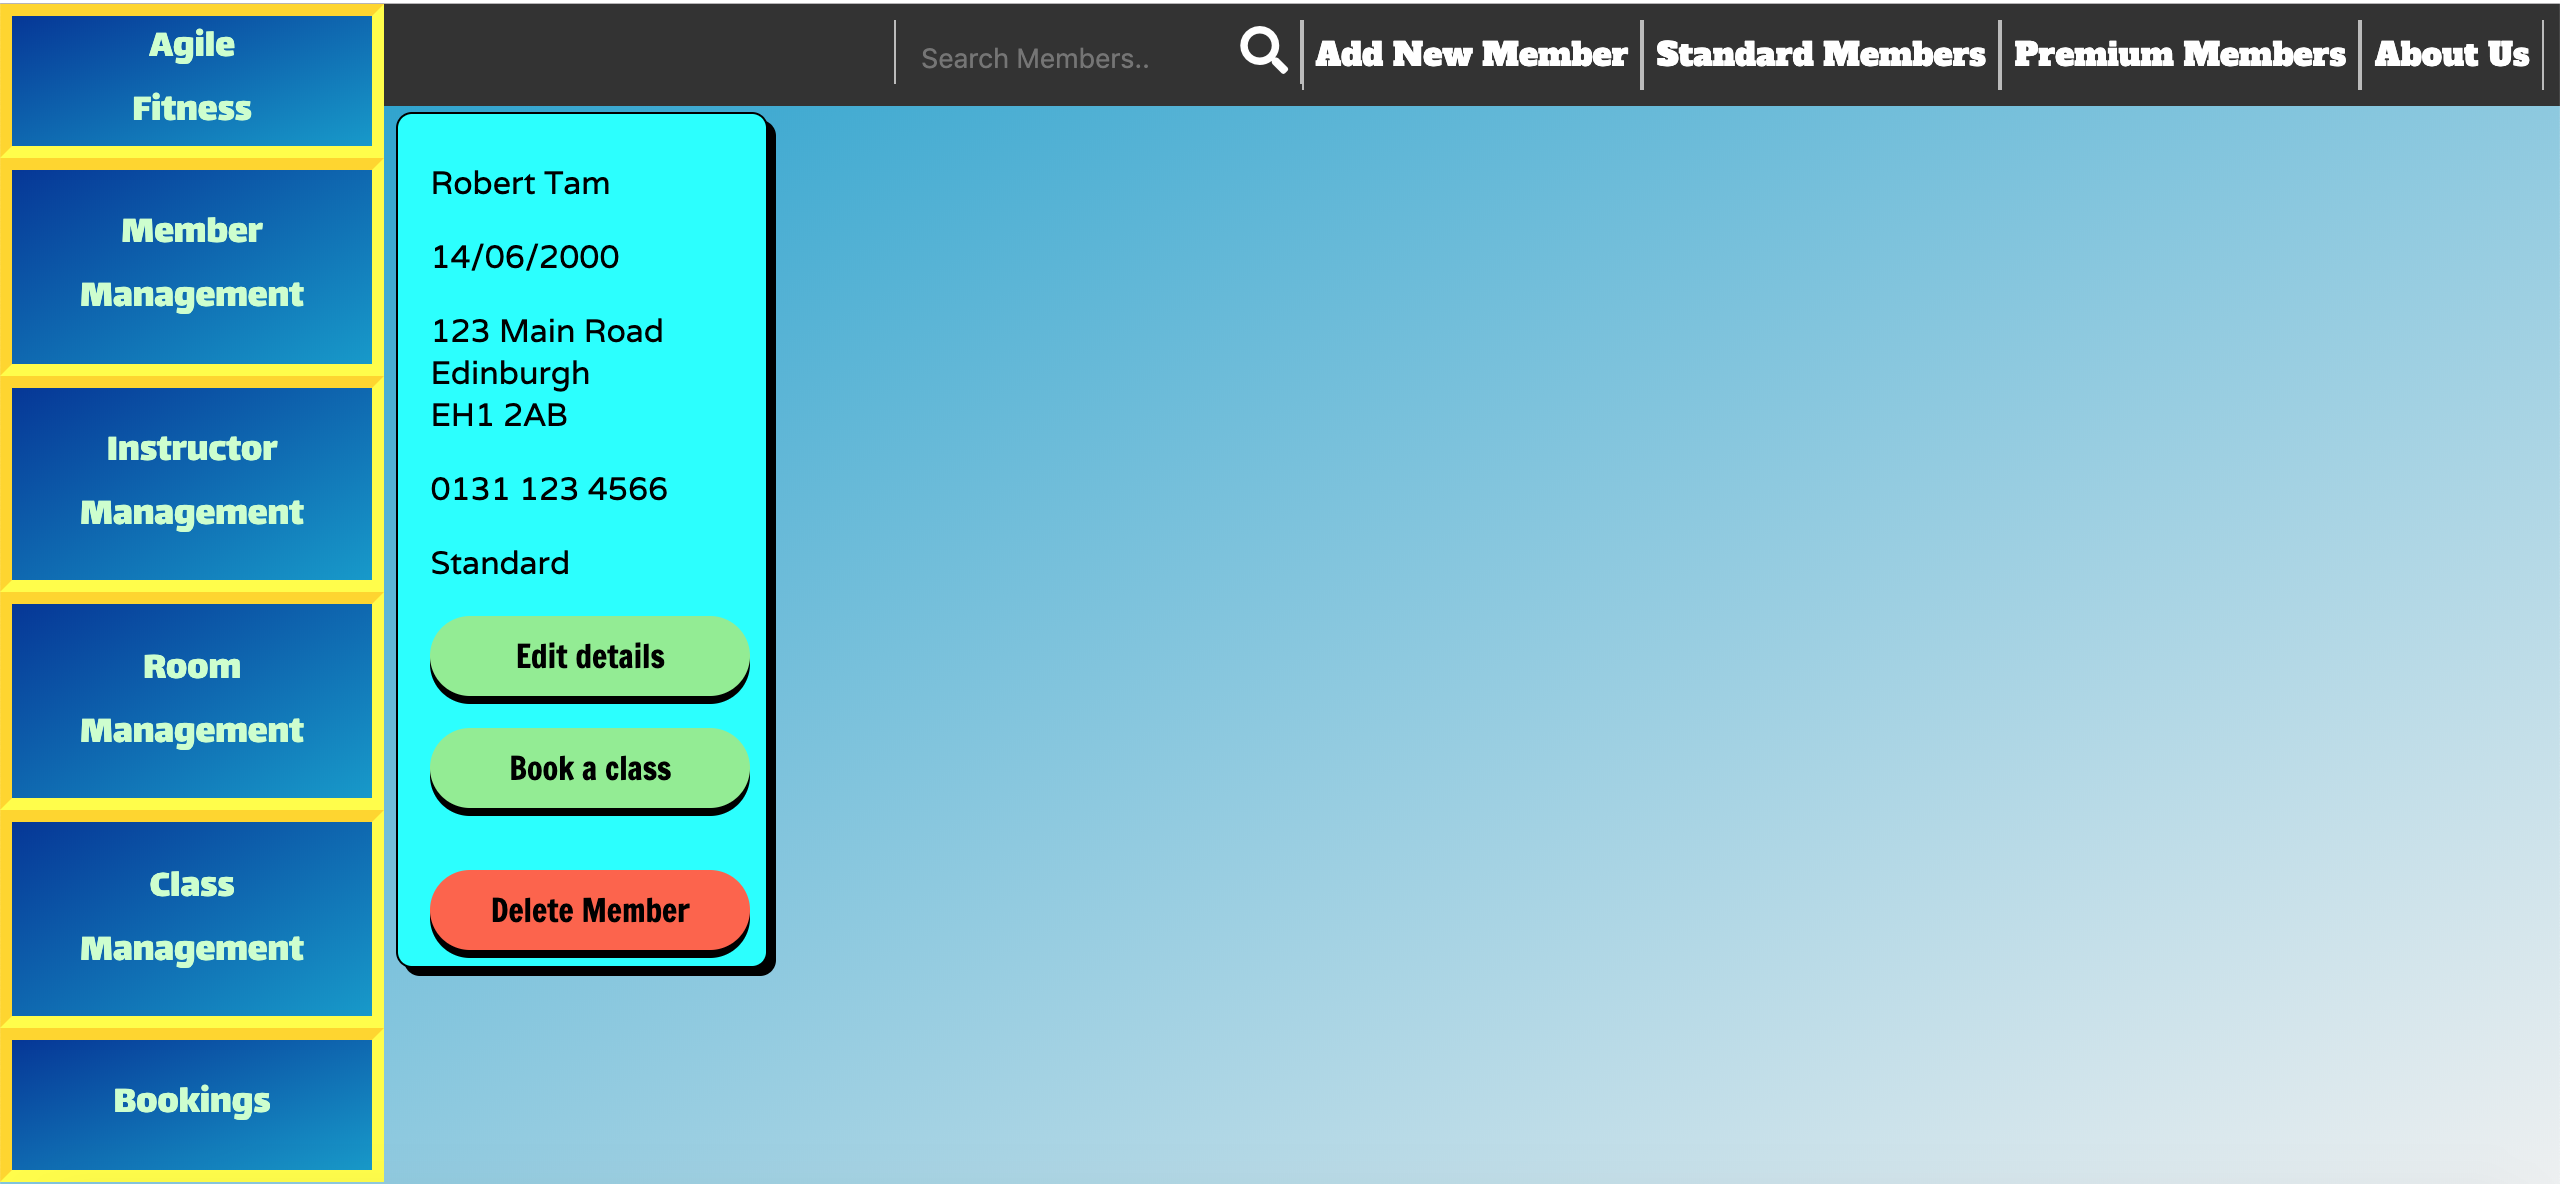 Agile
Fitness
Member
Management
Instructor
Management
Room
Management
Class
Management
Bookings
Search Members..
Add New Member
Standard Members
Premium Members
About Us
Robert Tam
14/06/2000
123 Main Road
Edinburgh
EH1 2AB
0131 123 4566
Standard
Edit details
Book a class
Delete Member